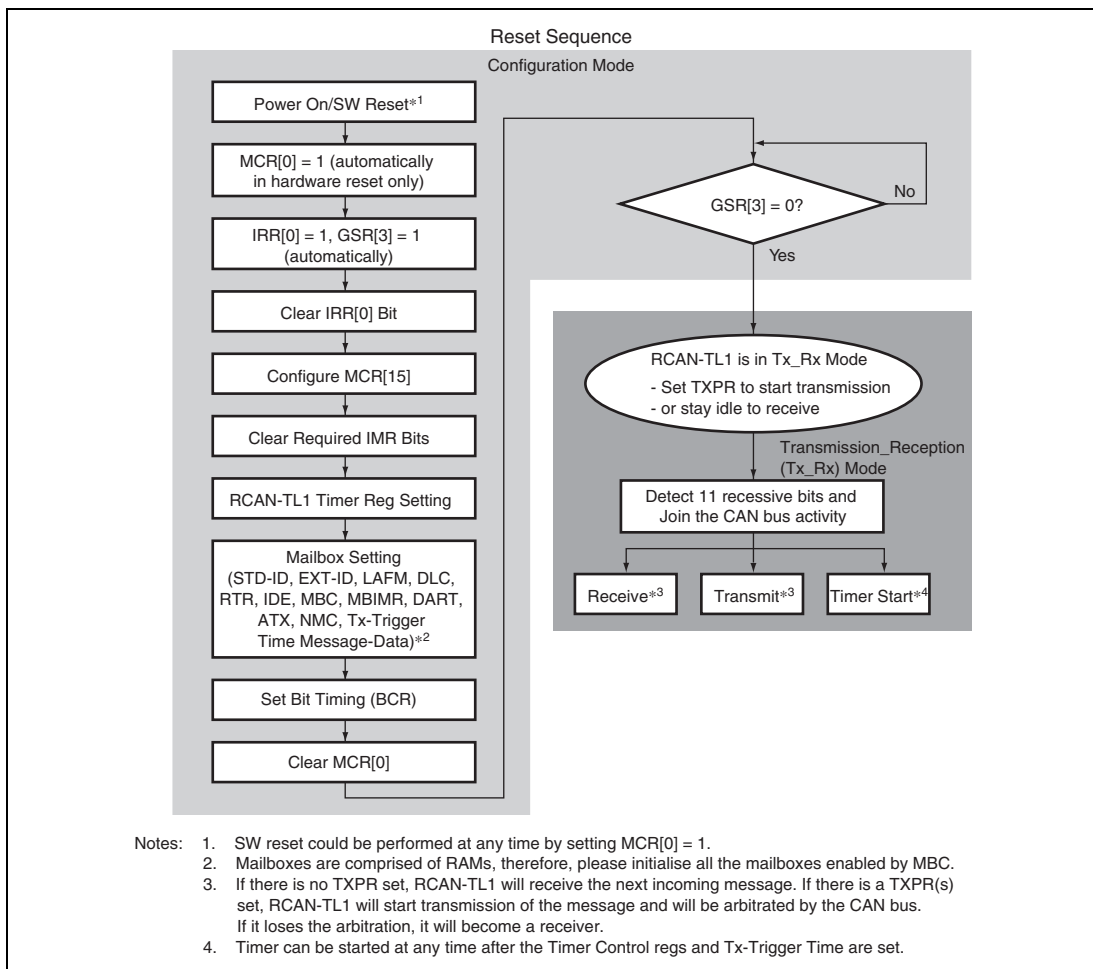 Reset Sequence
Configuration Mode
Power On/SW Reset*1
MCR[0] = 1 (automatically
in hardware reset only)
IRR[0] = 1, GSR[3] = 1
(automatically)
Clear IRR[0] Bit
Configure MCR[15]
Clear Required IMR Bits
RCAN-TL1 Timer Reg Setting
Mailbox Setting
(STD-ID, EXT-ID, LAFM, DLC,
RTR, IDE, MBC, MBIMR, DART,
ATX, NMC, Tx-Trigger
Time Message-Data)*2
Set Bit Timing (BCR)
Clear MCR[0]
GSR[3] = 0?
No
Yes
RCAN-TL1 is in Tx_Rx Mode
- Set TXPR to start transmission
- or stay idle to receive
Transmission_Reception
(Tx_Rx) Mode
Detect 11 recessive bits and
Join the CAN bus activity
Receive*3
Transmit*3
Timer Start*4
Notes: 1. SW reset could be performed at any time by setting MCR[0] = 1.
2. Mailboxes are comprised of RAMs, therefore, please initialise all the mailboxes enabled by MBC.
3. If there is no TXPR set, RCAN-TL1 will receive the next incoming message. If there is a TXPR(s)
set, RCAN-TL1 will start transmission of the message and will be arbitrated by the CAN bus.
If it loses the arbitration, it will become a receiver.
4. Timer can be started at any time after the Timer Control regs and Tx-Trigger Time are set.